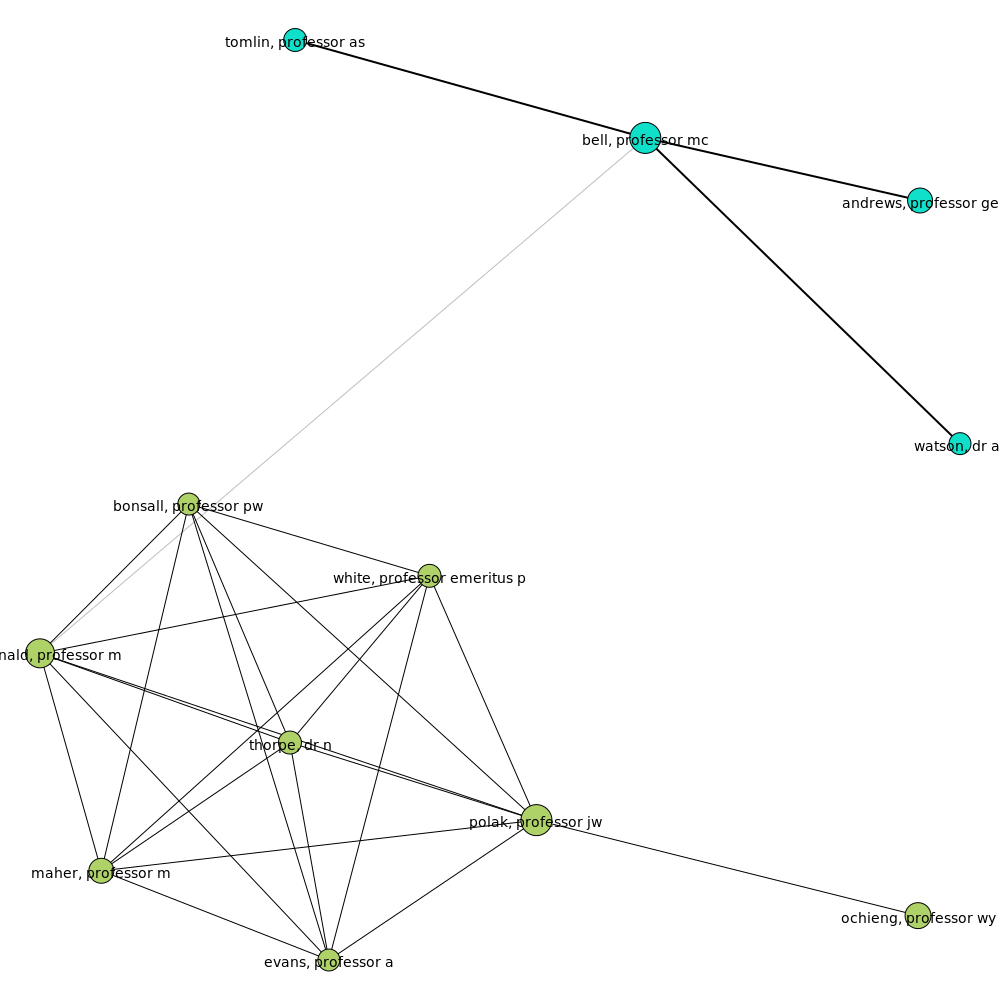 tomlin, professor as
bell, professor mc
andrews, professor ge
watson, dr a
bonsall, professor pw
white, professor emeritus p
nald, professor m
thorpe, dr n
polak, professor jw
maher, professor m
ochieng, professor wy
evans, professor a